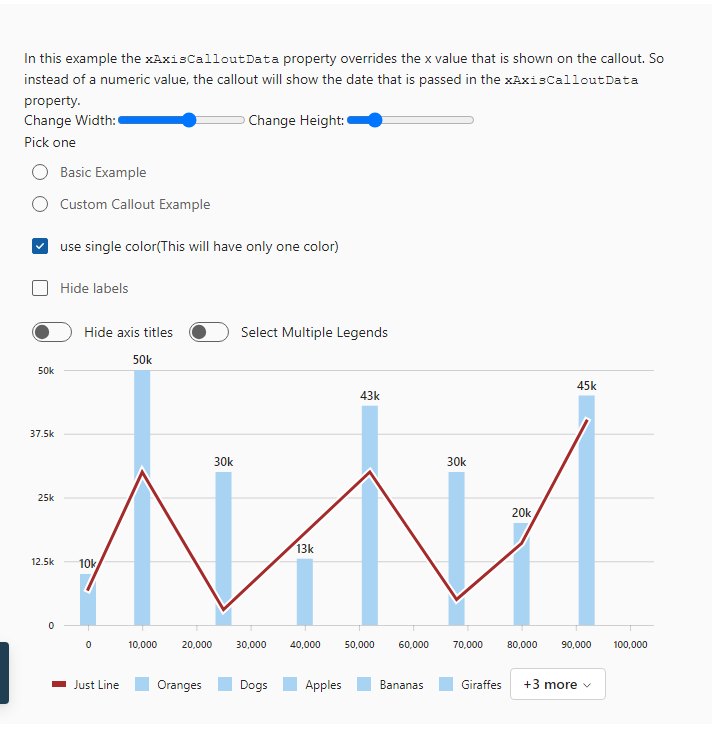 In this example the xAxisCalloutData property overrides the x value that is shown on the callout. So
instead of a numeric value, the callout will show the date that is passed in the xAxisCalloutData
property.
Change Width: Change Height:
Pick one
Basic Example
Custom Callout Example
use single color(This will have only one color)
Hide labels
Hide axis titles Select Multiple Legends
50k
50k
43k
45k
37.5k
30k
30k
25k
20k
13k
12.5k
10k
0
0 10,000 20,000 30,000 40,000 50,000 60,000 70,000 80,000 90,000 100,000
Just Line Oranges Dogs Apples Bananas Giraffes +3 more